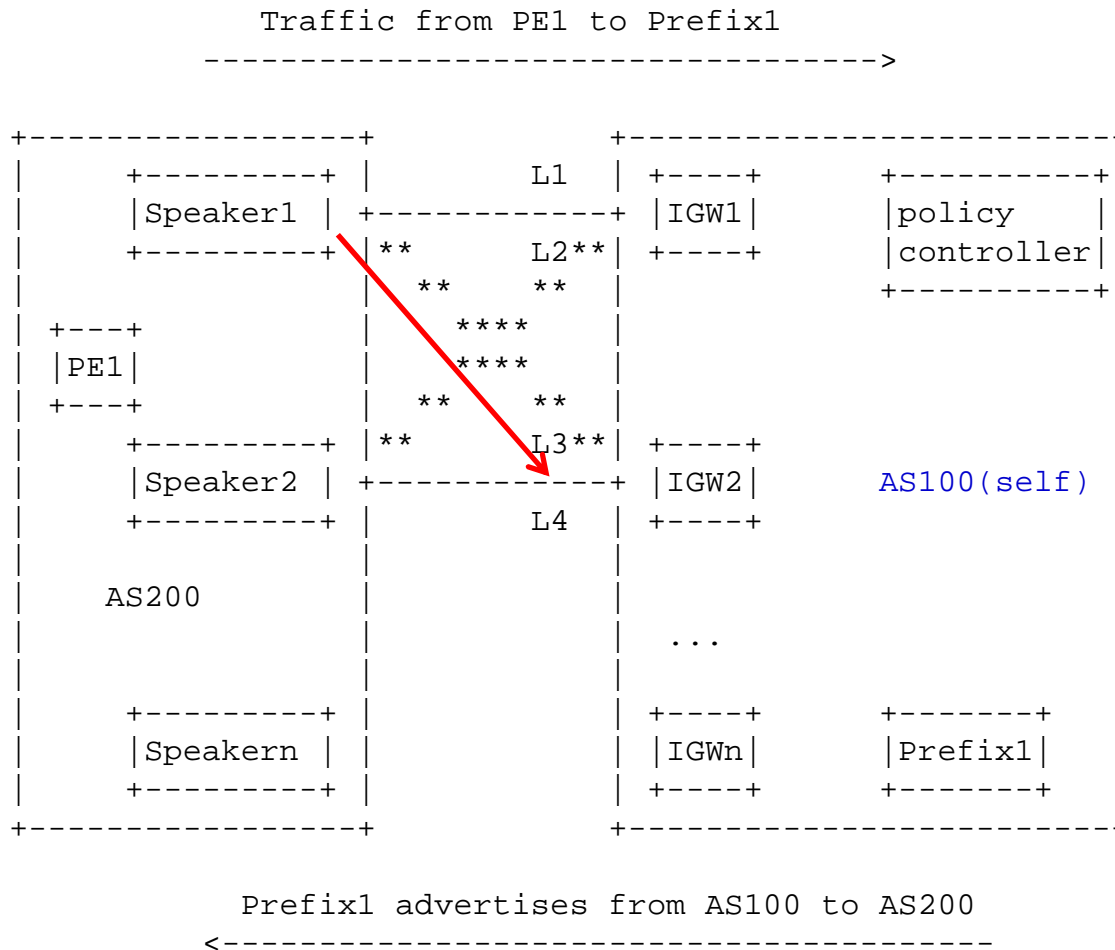 Traffic from PE1 to Prefix1
L1
Speaker1 IGW1 policy
L2 controller
PE1
L3
Speaker2 IGW2 AS100(self)
L4
AS200
...
Speakern IGWn Prefix1
Prefix1 advertises from AS100 to AS200